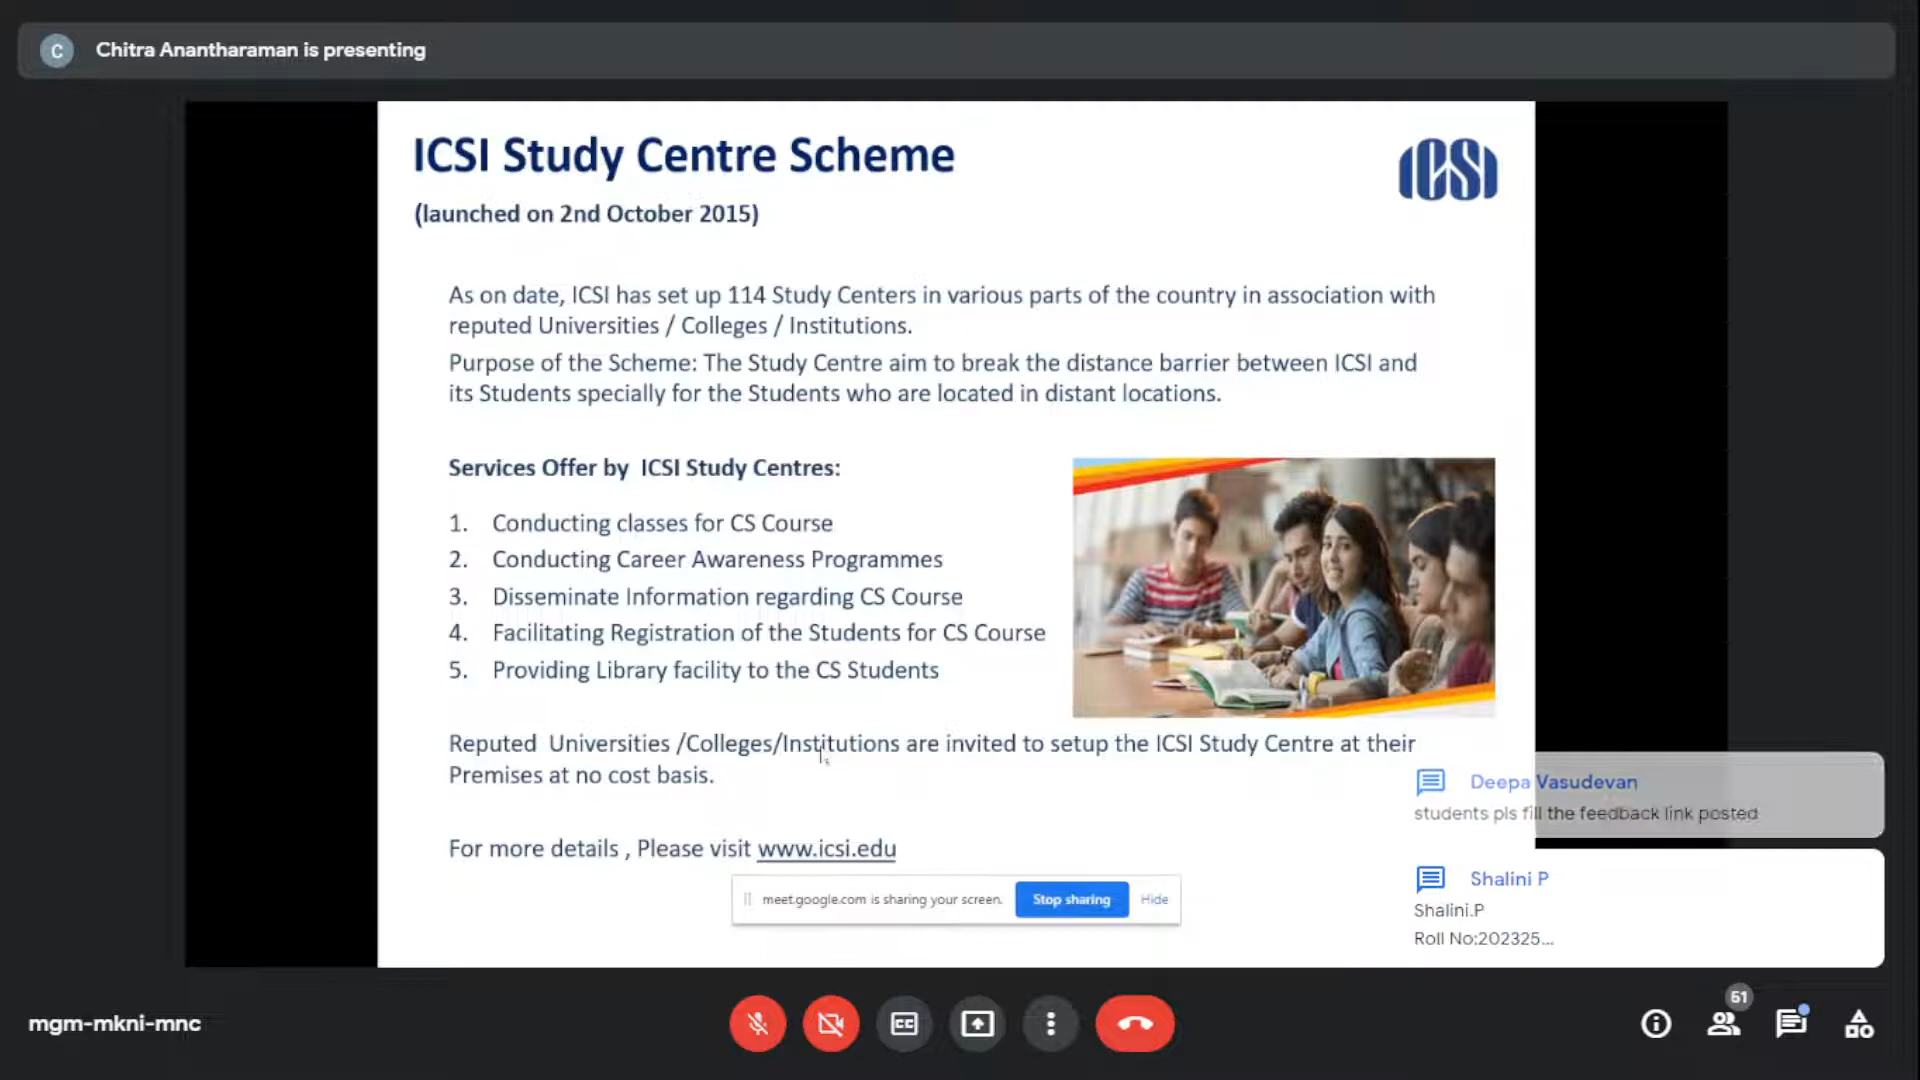 C Chitra Anantharaman is presenting
ICSI Study Centre Scheme
ICSI
(launched on 2nd October 2015)
As on date, ICSI has set up 114 Study Centers in various parts of the country in association with
reputed Universities / Colleges / Institutions.
Purpose of the Scheme: The Study Centre aim to break the distance barrier between ICSI and
its Students specially for the Students who are located in distant locations.
Services Offer by ICSI Study Centres:
1. Conducting classes for CS Course
2. Conducting Career Awareness Programmes
3. Disseminate Information regarding CS Course
4. Facilitating Registration of the Students for CS Course
5. Providing Library facility to the CS Students
Reputed Universities /Colleges/Institutions are invited to setup the ICSI Study Centre at their
Premises at no cost basis.
For more details , Please visit www.icsi.edu
meet.google.com is sharing your screen. Stop sharing Hide
Deepa Vasudevan
students pls fill the feedback link posted
Shalini P
Shalini.P
Roll No:202325...
mgm-mkni-mnc
CC
61